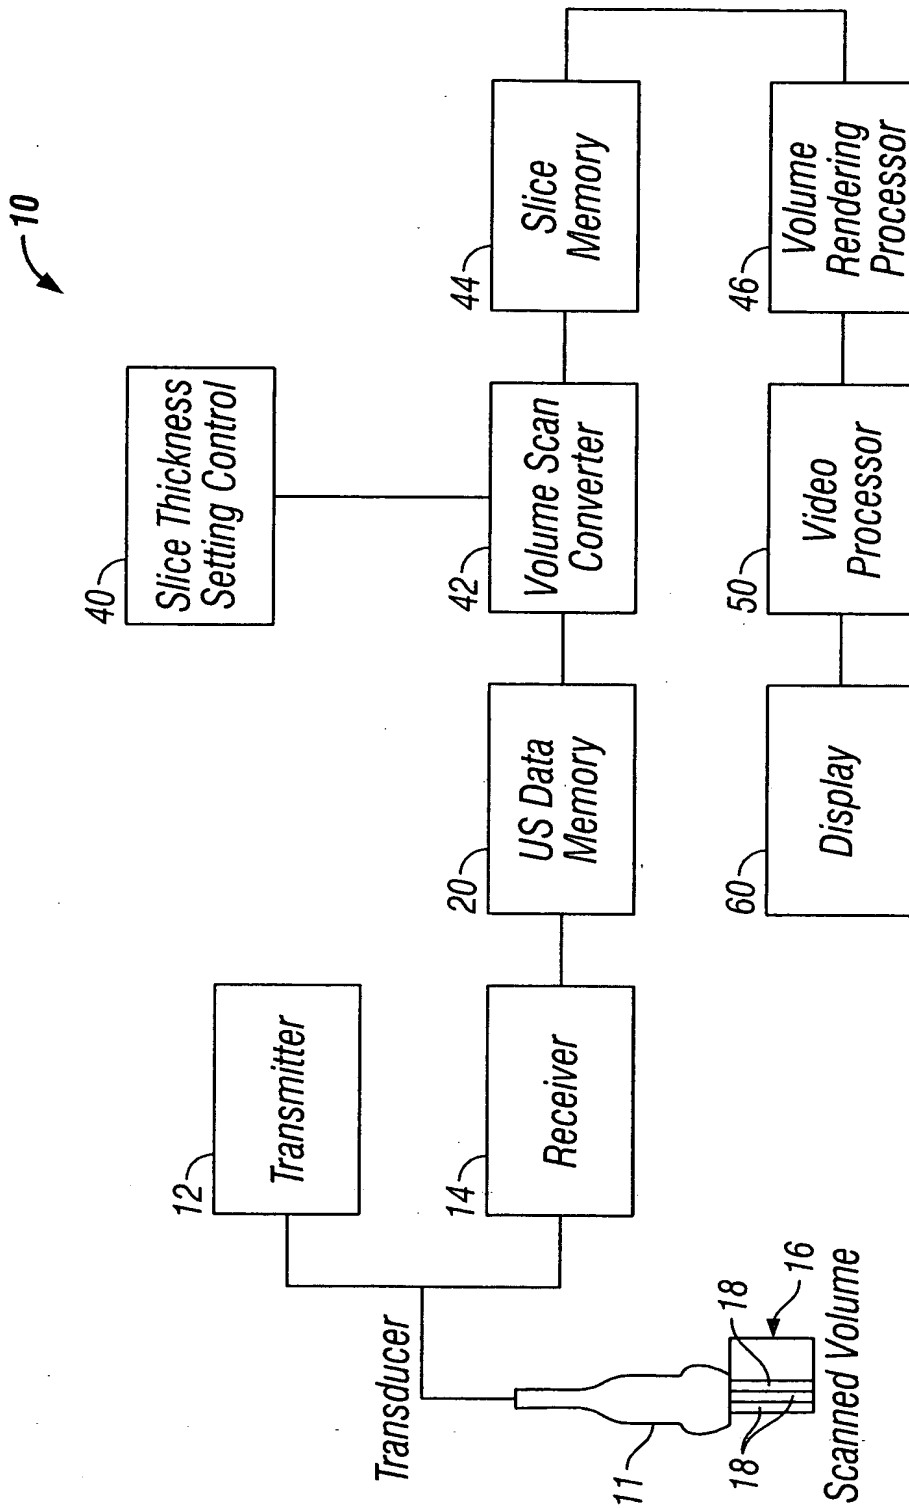 10
40
Slice Thickness
Setting Control
12
Transmitter
Transducer
14
Receiver
20
US Data
Memory
42
Volume Scan
Converter
44
Slice
Memory
11
18
18
16
Scanned Volume
60
Display
50
Video
Processor
46
Volume
Rendering
Processor